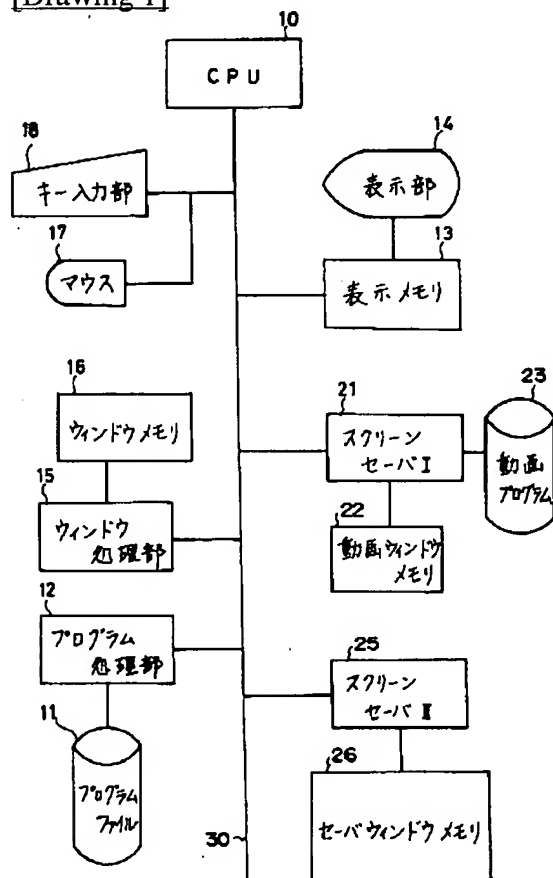 [Drawing 1]
10
CPU
18
キー入力部
17
マウス
14
表示部
13
表示メモリ
16
ウィンドウメモリ
15
ウィンドウ
処理部
12
プログラム
処理部
11
プログラム
ファイル
21
スクリーン
セーバ I
23
動画
プログラム
22
動画ウィンドウ
メモリ
25
スクリーン
セーバ II
26
セーバウィンドウメモリ
30